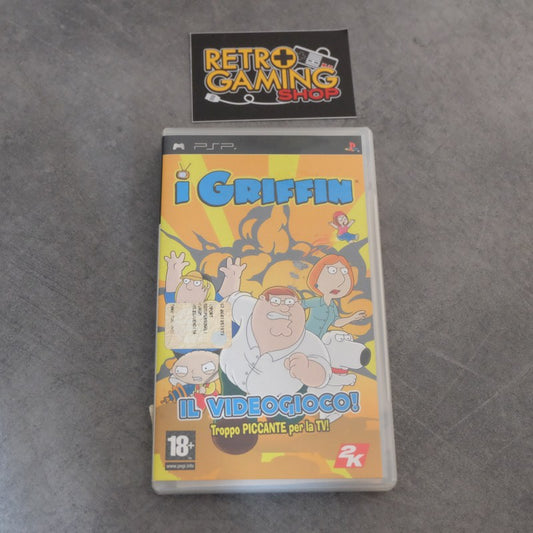 RETRO
GAMING
SHOP
PSP
i GRIFFIN
IL VIDEOGIOCO!
Troppo PICCANTE per la TV!
18+
www.pegi.info
2K